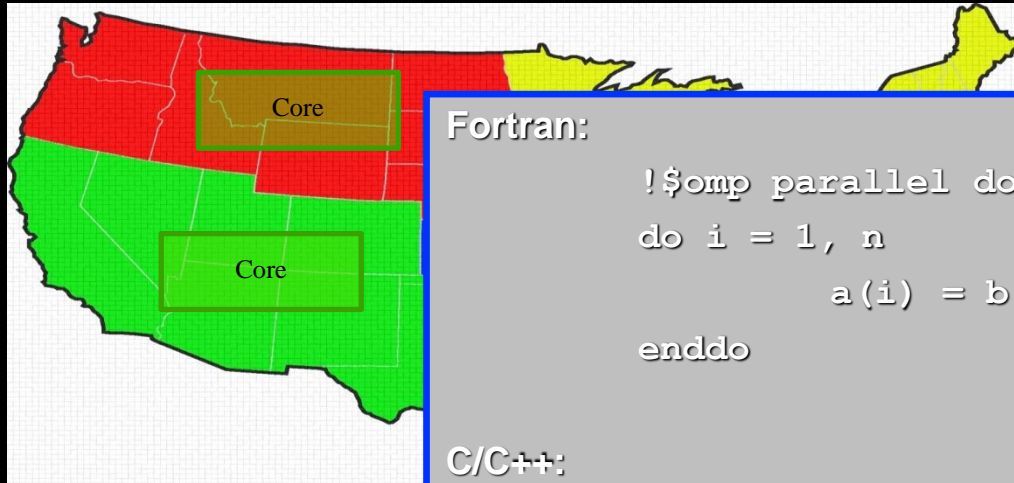 Core
Core
Fortran:
!$omp parallel do
do i = 1, n
a(i) = b
enddo
C/C++: